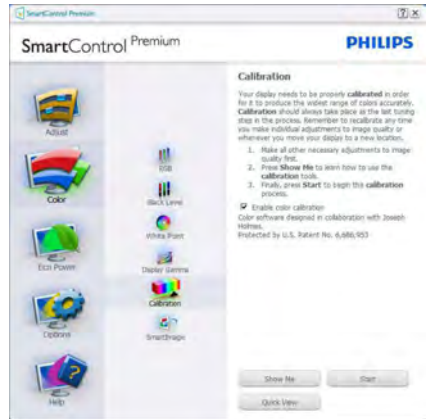 SmartControl Premium
SmartControl Premium
PHILIPS
Adjust
Color
Eco Power
Options
Help
RGB
Black Level
White Point
Display Gamma
Calibration
SmartImage
Calibration
Your display needs to be properly calibrated in order
for it to produce the widest range of colors accurately.
Calibration should always take place as the last tuning
step in the process. Remember to recalibrate any time
you make individual adjustments to image quality or
whenever you move your display to a new location.
1. Make all other necessary adjustments to image
quality first.
2. Press Show Me to learn how to use the
calibration tools.
3. Finally, press Start to begin the calibration
process.
Enable color calibration
Color software designed in collaboration with Joseph
Holmes.
Protected by U.S. Patent No. 6,686,953
Show Me
Start
Quick View